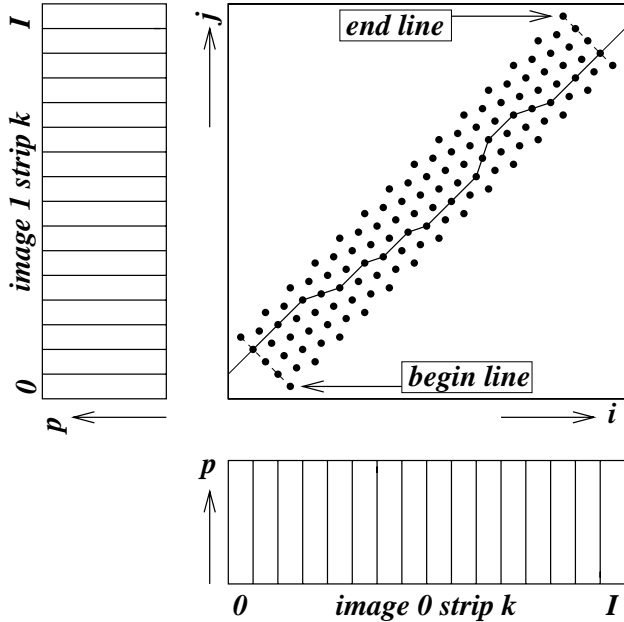 I
image 1 strip k
0
p
j
end line
begin line
i
p
0 image 0 strip k I